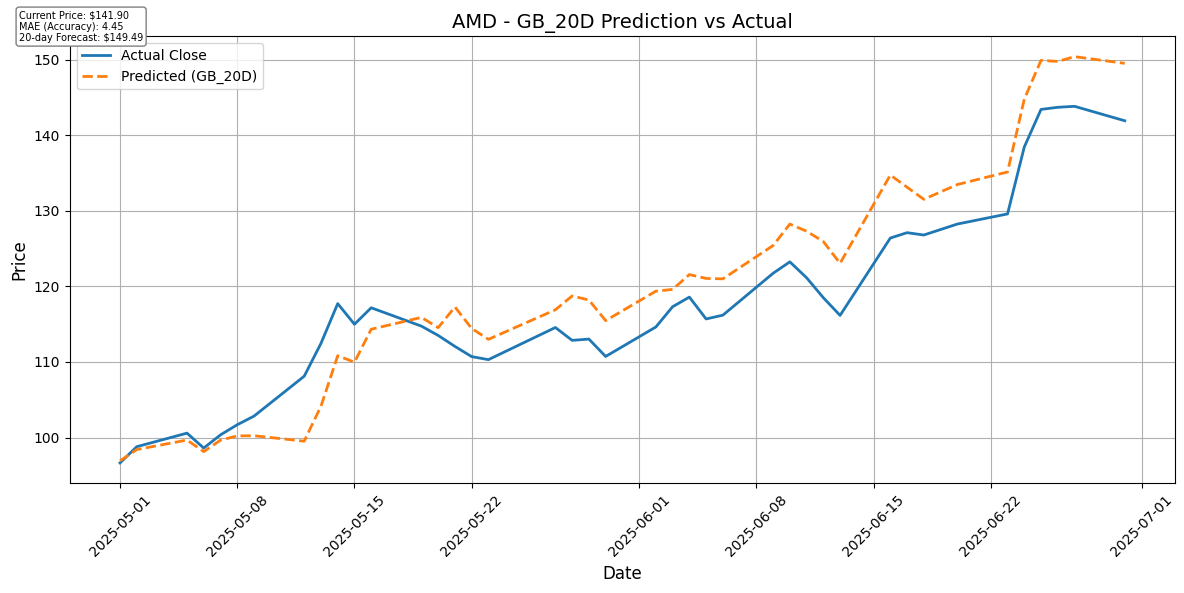 AMD - GB_20D Prediction vs Actual
Current Price: $141.90
MAE (Accuracy): 4.45
20-day Forecast: $149.49
Actual Close
Predicted (GB_20D)
Price
150
140
130
120
110
100
2025-05-01
2025-05-08
2025-05-15
2025-05-22
2025-06-01
2025-06-08
2025-06-15
2025-06-22
2025-07-01
Date